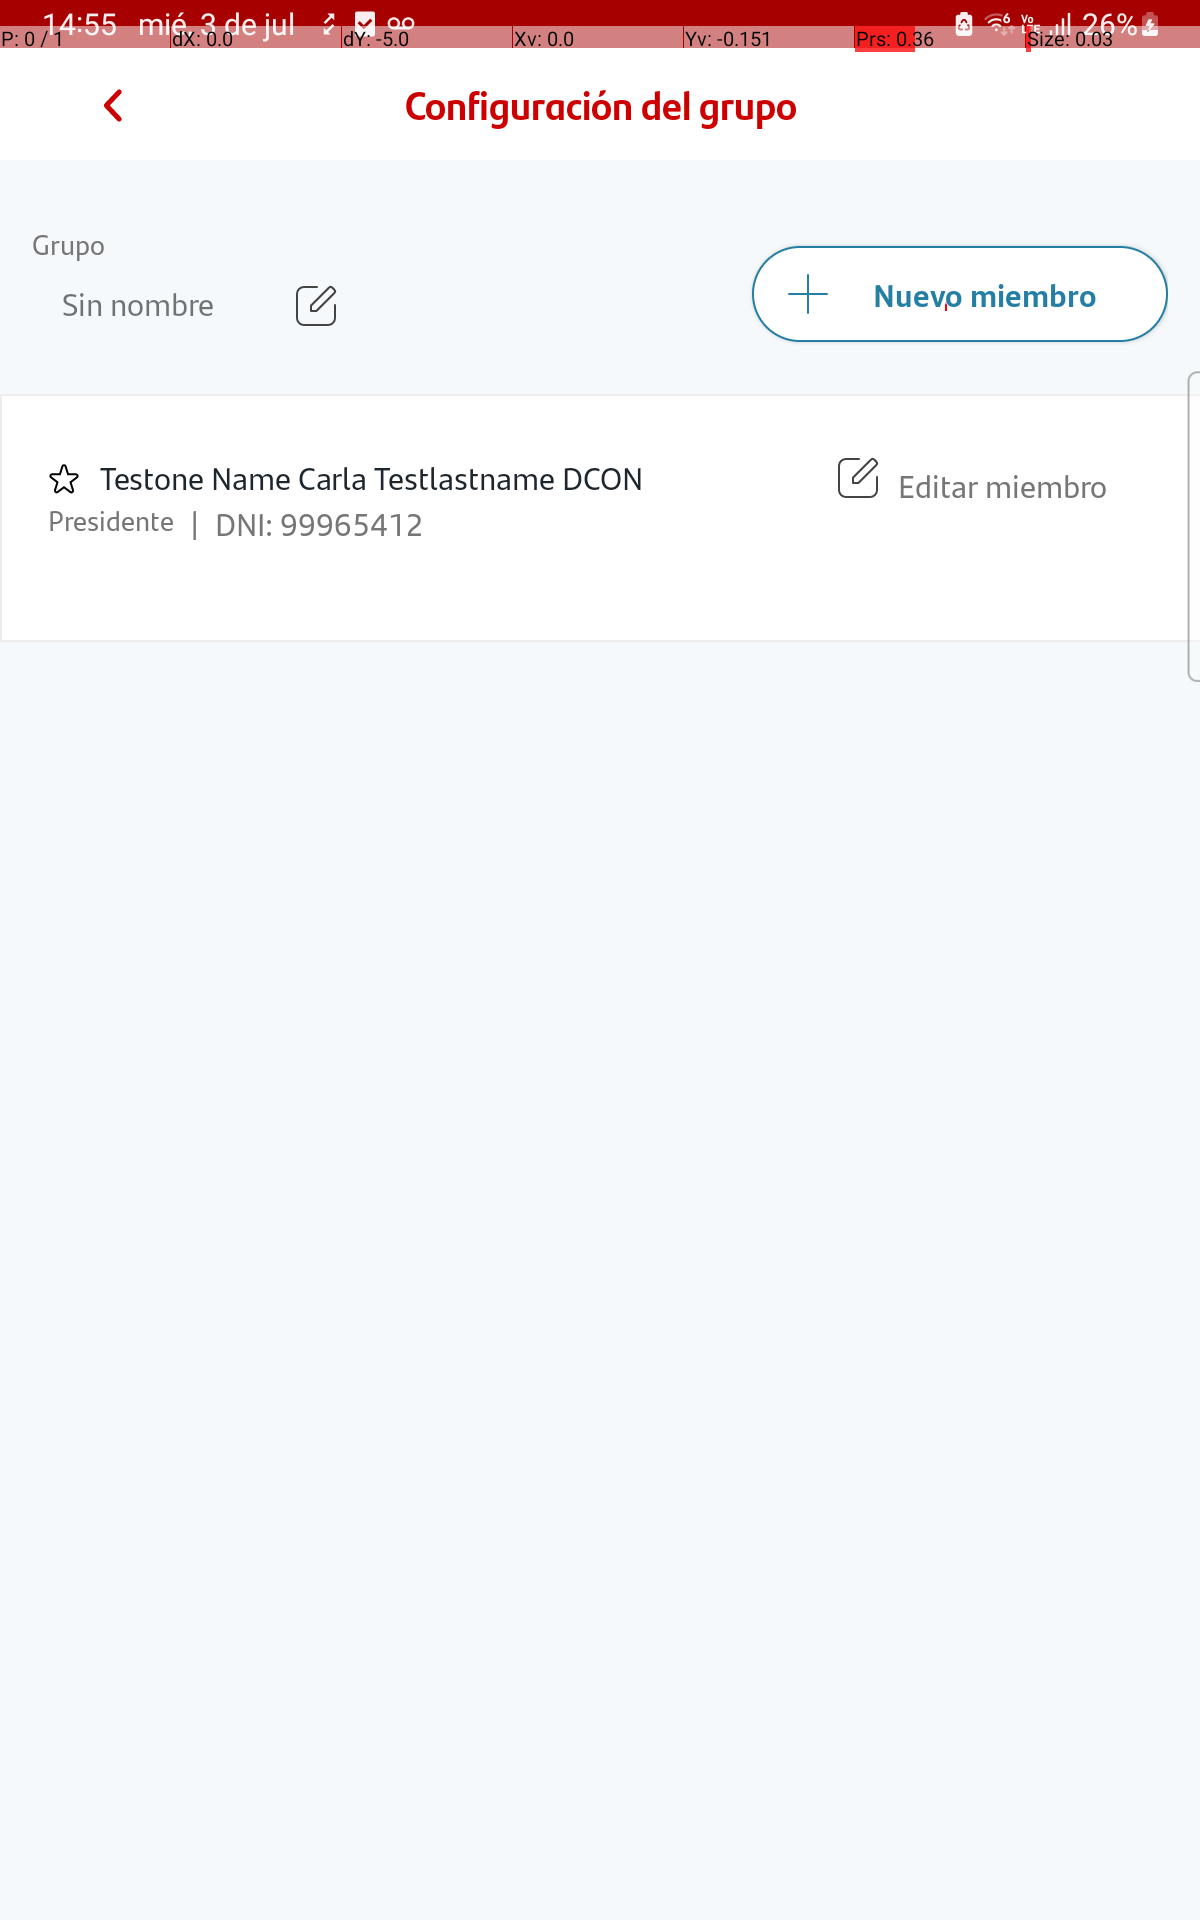 14:55 mié. 3 de jul 26%
P: 0 / 1 dX: 0.0 dY: -5.0 Xv: 0.0 Yv: -0.151 Prs: 0.36 Size: 0.03
Configuración del grupo
Grupo
Sin nombre
Nuevo miembro
Testone Name Carla Testlastname DCON
Editar miembro
Presidente | DNI: 99965412